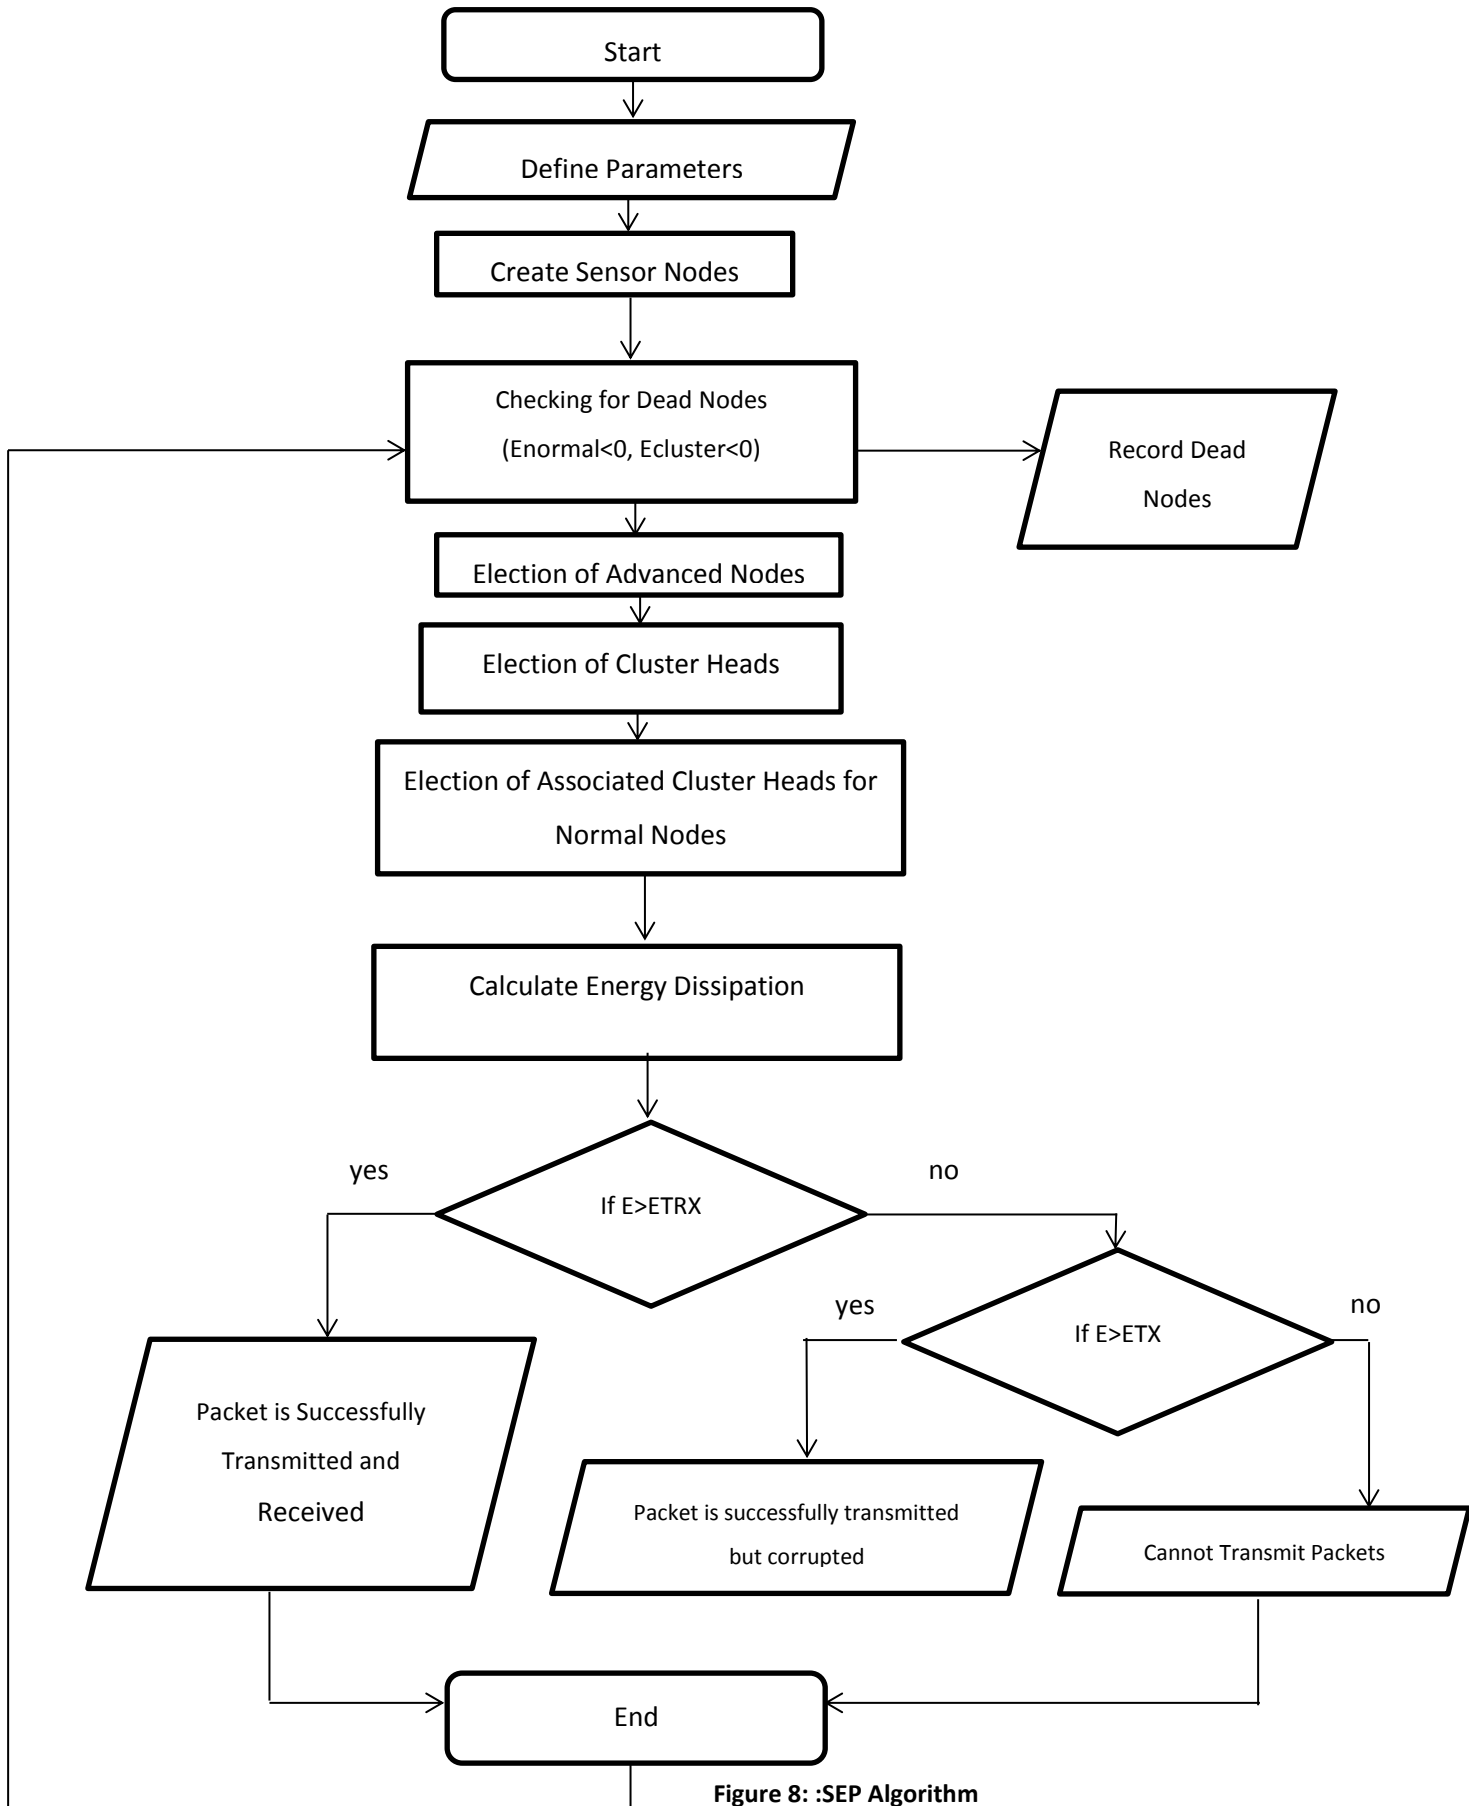 Start
Define Parameters
Create Sensor Nodes
Checking for Dead Nodes
(Enormal<0, Ecluster<0)
Record Dead
Nodes
Election of Advanced Nodes
Election of Cluster Heads
Election of Associated Cluster Heads for
Normal Nodes
Calculate Energy Dissipation
yes
If E>ETRX
no
yes
If E>ETX
no
Packet is Successfully
Transmitted and
Received
Packet is successfully transmitted
but corrupted
Cannot Transmit Packets
End
Figure 8: :SEP Algorithm